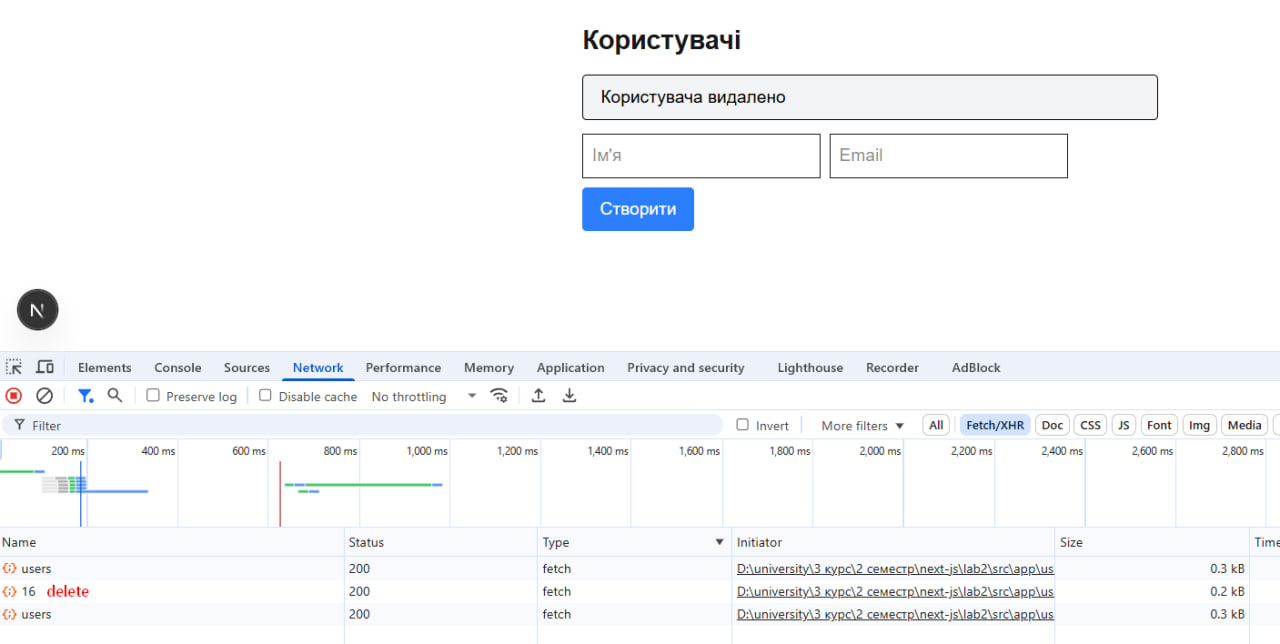 Користувачі
Користувача видалено
Ім'я Email
Створити
N
Elements Console Sources Network Performance Memory Application Privacy and security Lighthouse Recorder AdBlock
Preserve log Disable cache No throttling
Filter Invert More filters All Fetch/XHR Doc CSS JS Font Img Media
200 ms 400 ms 600 ms 800 ms 1,000 ms 1,200 ms 1,400 ms 1,600 ms 1,800 ms 2,000 ms 2,200 ms 2,400 ms 2,600 ms 2,800 ms
Name Status Type Initiator Size Time
users 200 fetch D:\university\3 курс\2 семестр\next-js\lab2\src\app\us 0.3 kB
16 delete 200 fetch D:\university\3 курс\2 семестр\next-js\lab2\src\app\us 0.2 kB
users 200 fetch D:\university\3 курс\2 семестр\next-js\lab2\src\app\us 0.3 kB